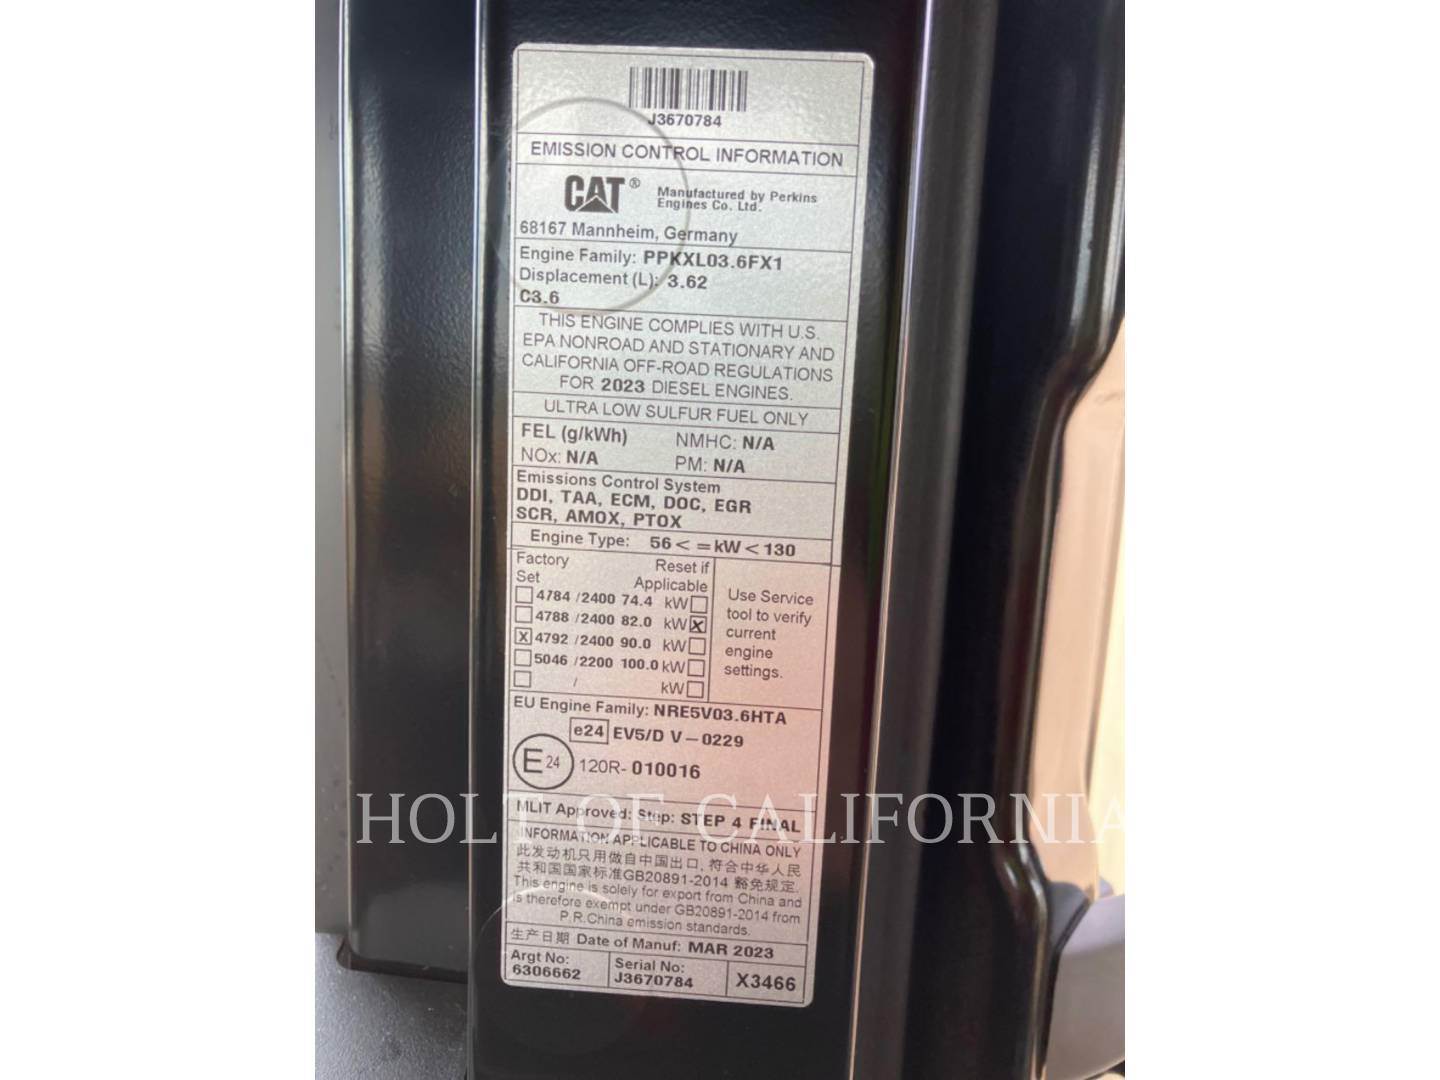 J3670784
EMISSION CONTROL INFORMATION
CAT® Manufactured by Perkins
Engines Co. Ltd.
68167 Mannheim, Germany
Engine Family: PPKXL03.6FX1
Displacement (L): 3.62
C3.6
THIS ENGINE COMPLIES WITH U.S.
EPA NONROAD AND STATIONARY AND
CALIFORNIA OFF-ROAD REGULATIONS
FOR 2023 DIESEL ENGINES.
ULTRA LOW SULFUR FUEL ONLY
FEL (g/kWh) NMHC: N/A
NOx: N/A PM: N/A
Emissions Control System
DDI, TAA, ECM, DOC, EGR
SCR, AMOX, PTOX
Engine Type: 56 < = kW < 130
Factory Reset if
Set Applicable
4784 /2400 74.4 kW
4788 /2400 82.0 kW X
X 4792 /2400 90.0 kW
5046 /2200 100.0 kW
/ kW
Use Service
tool to verify
current
engine
settings.
EU Engine Family: NRE5V03.6HTA
e24 EV5/D V-0229
E24 120R-010016
MLIT Approved: Step: STEP 4 FINAL
INFORMATION APPLICABLE TO CHINA ONLY
此发动机只用做自中国出口, 符合中华人民
共和国国家标准GB20891-2014 豁免规定.
This engine is solely for export from China and
is therefore exempt under GB20891-2014 from
P.R.China emission standards.
生产日期 Date of Manuf: MAR 2023
Argt No: Serial No:
6306662 J3670784 X3466
HOLT OF CALIFORNIA